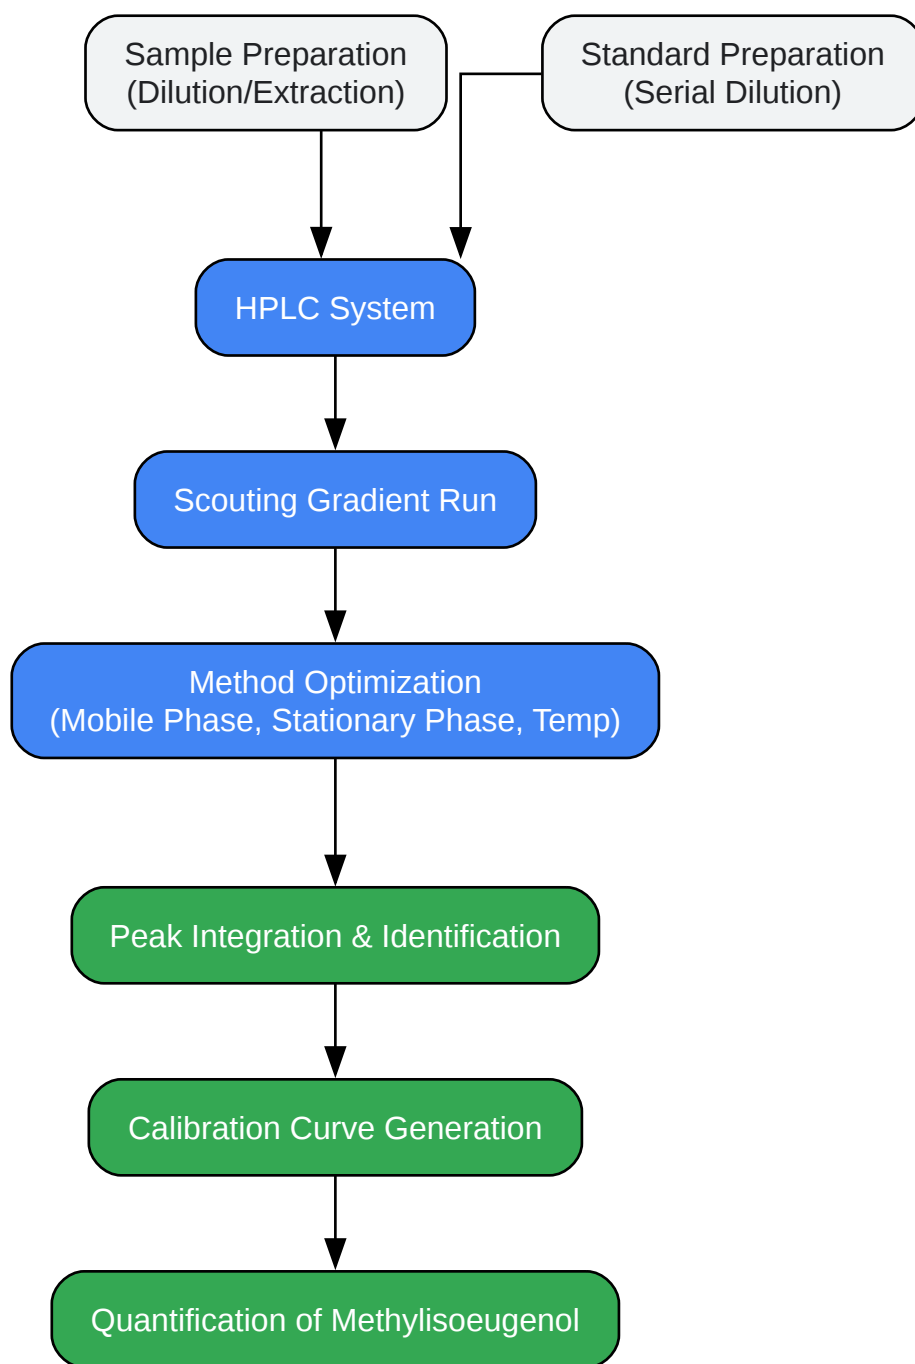 Sample Preparation
(Dilution/Extraction)
Standard Preparation
(Serial Dilution)
HPLC System
Scouting Gradient Run
Method Optimization
(Mobile Phase, Stationary Phase, Temp)
Peak Integration & Identification
Calibration Curve Generation
Quantification of Methylisoeugenol